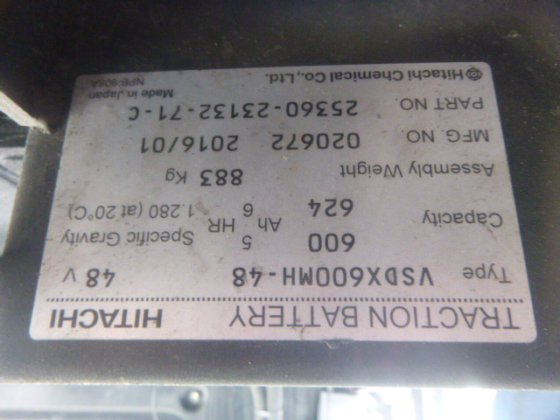 TRACTION BATTERY HITACHI
Type VSDX600MH-48 48 V
Capacity 600 Ah 5 HR Specific Gravity
624 6 1.280 (at 20°C)
Assembly Weight 883 Kg
MFG. NO. 020672 2016/01
PART NO. 25360-23132-71-C
Hitachi Chemical Co., Ltd. Made in Japan
NPB-906A